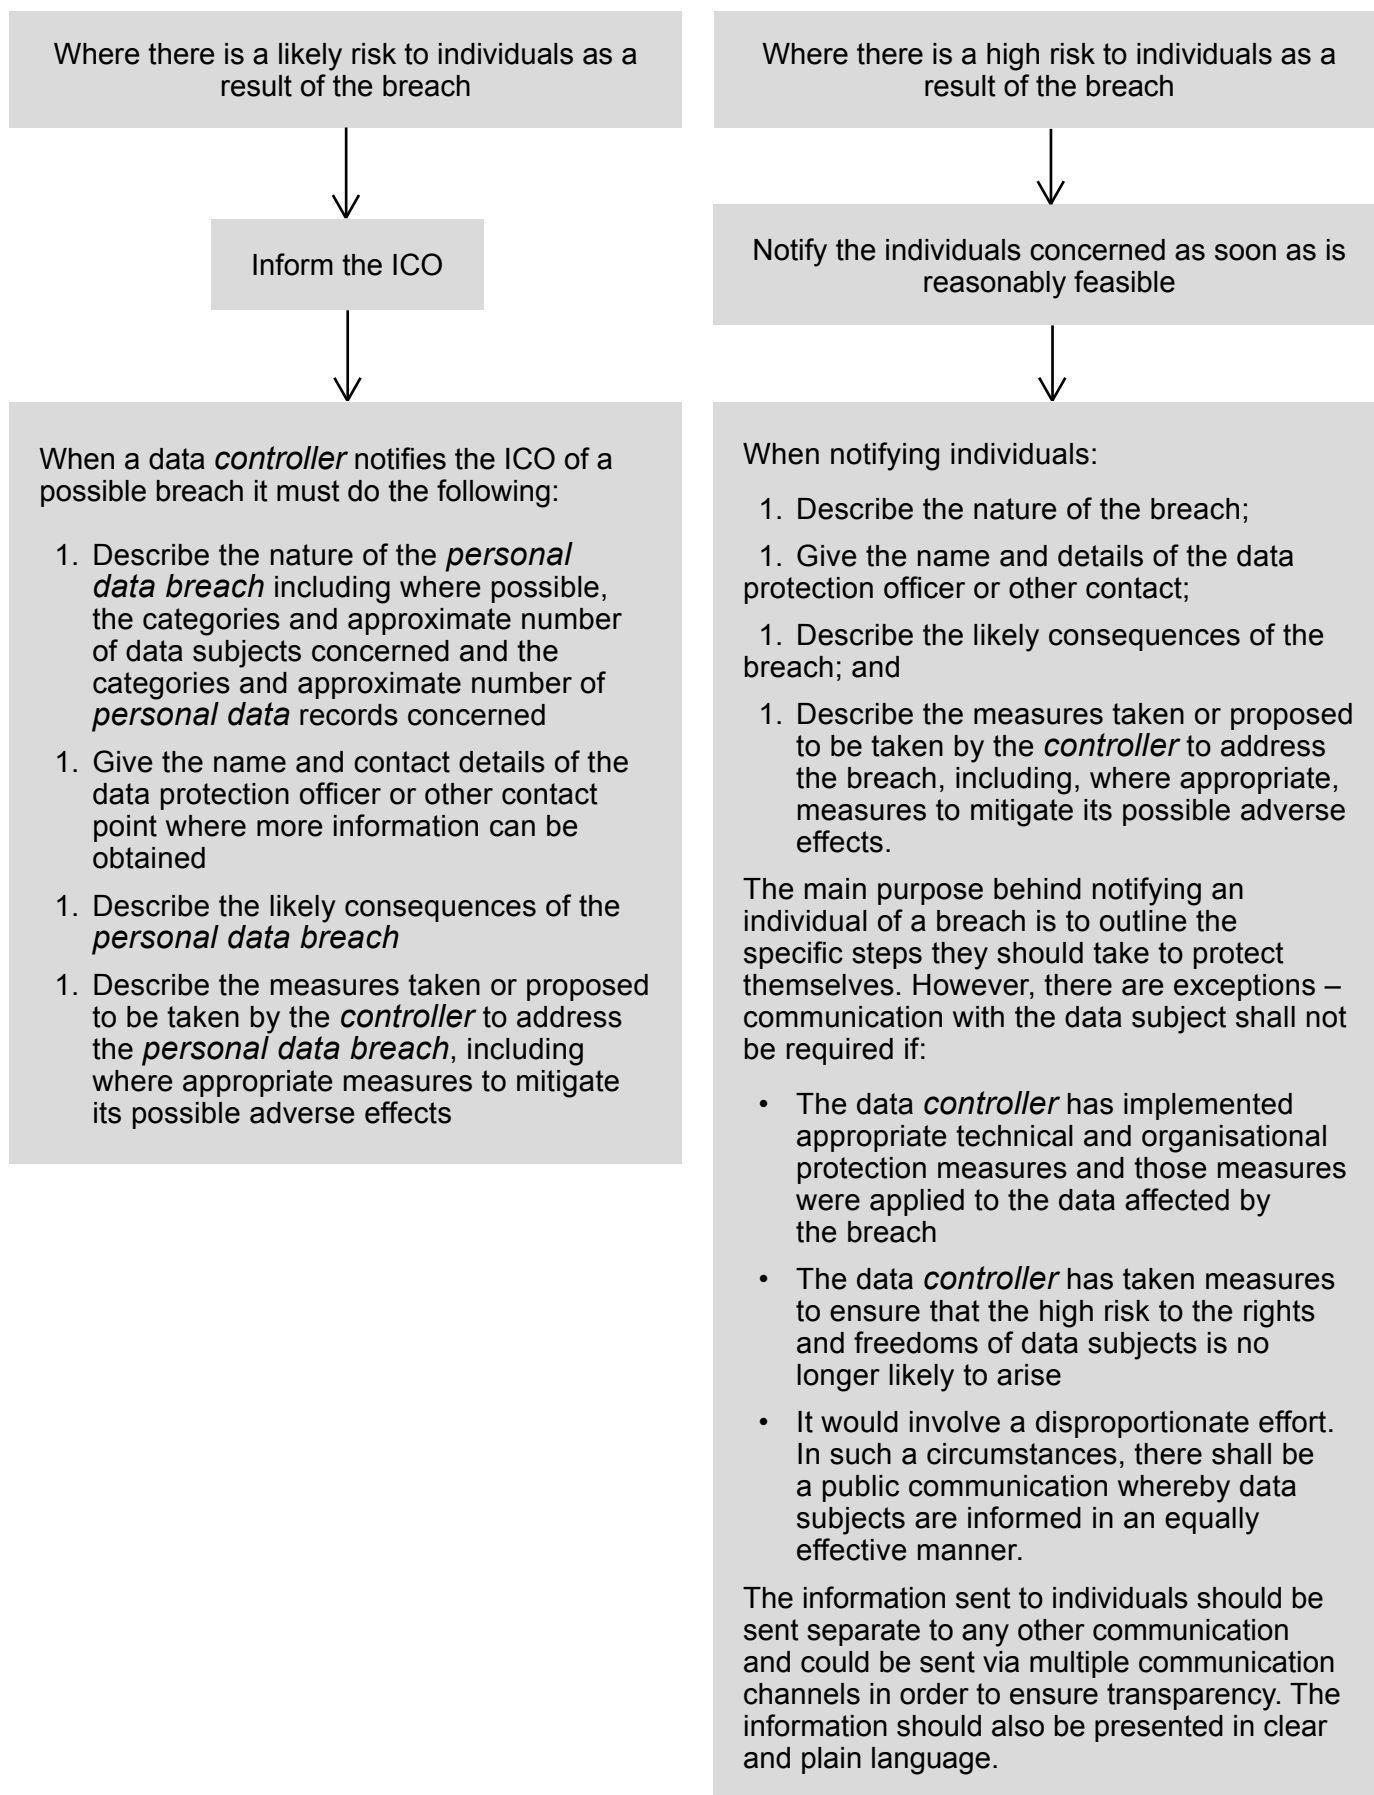 Where there is a likely risk to individuals as a
result of the breach
Inform the ICO
When a data controller notifies the ICO of a
possible breach it must do the following:
1. Describe the nature of the personal
data breach including where possible,
the categories and approximate number
of data subjects concerned and the
categories and approximate number of
personal data records concerned
1. Give the name and contact details of the
data protection officer or other contact
point where more information can be
obtained
1. Describe the likely consequences of the
personal data breach
1. Describe the measures taken or proposed
to be taken by the controller to address
the personal data breach, including
where appropriate measures to mitigate
its possible adverse effects
Where there is a high risk to individuals as a
result of the breach
Notify the individuals concerned as soon as is
reasonably feasible
When notifying individuals:
1. Describe the nature of the breach;
1. Give the name and details of the data
protection officer or other contact;
1. Describe the likely consequences of the
breach; and
1. Describe the measures taken or proposed
to be taken by the controller to address
the breach, including, where appropriate,
measures to mitigate its possible adverse
effects.
The main purpose behind notifying an
individual of a breach is to outline the
specific steps they should take to protect
themselves. However, there are exceptions –
communication with the data subject shall not
be required if:
• The data controller has implemented
appropriate technical and organisational
protection measures and those measures
were applied to the data affected by
the breach
• The data controller has taken measures
to ensure that the high risk to the rights
and freedoms of data subjects is no
longer likely to arise
• It would involve a disproportionate effort.
In such a circumstances, there shall be
a public communication whereby data
subjects are informed in an equally
effective manner.
The information sent to individuals should be
sent separate to any other communication
and could be sent via multiple communication
channels in order to ensure transparency. The
information should also be presented in clear
and plain language.